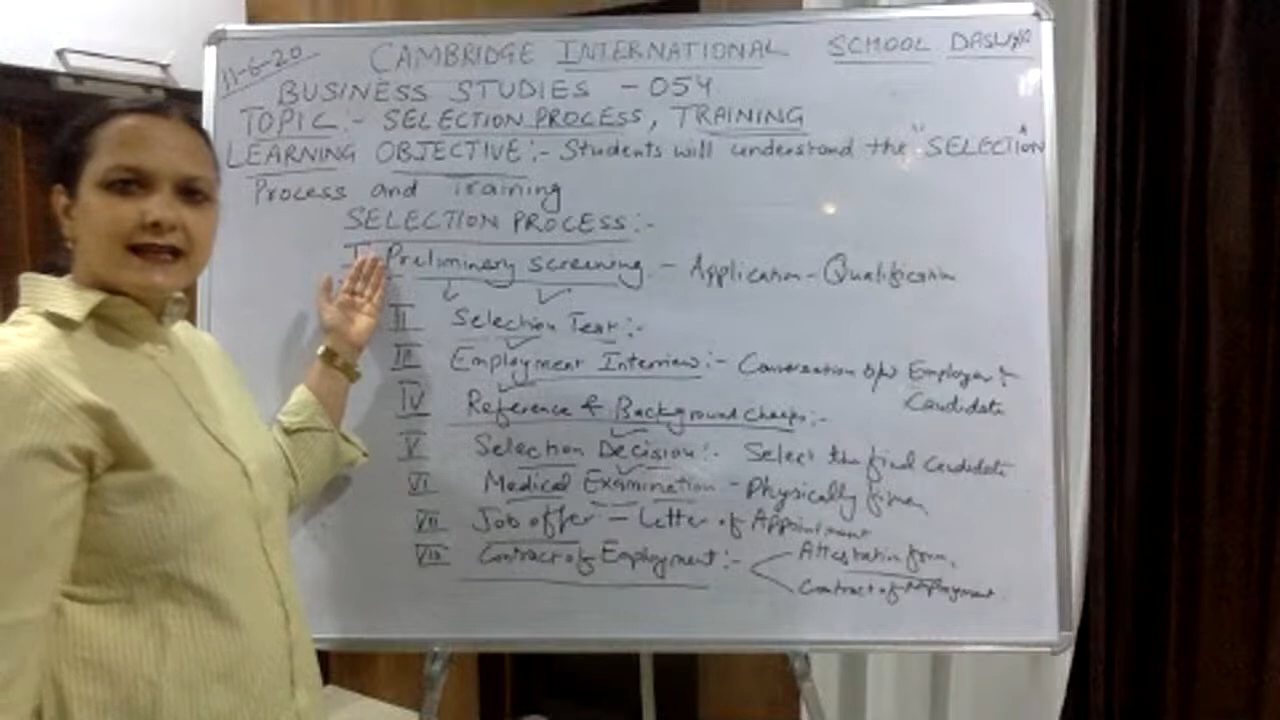 11-6-20
CAMBRIDGE INTERNATIONAL SCHOOL DASUYA
BUSINESS STUDIES - 054
TOPIC:- SELECTION PROCESS, TRAINING
LEARNING OBJECTIVE:- Students will understand the "SELECTION"
Process and Training
SELECTION PROCESS:-
I Preliminary screening - Application - Qualification
II Selection Test:-
III Employment Interview:- Conversation b/w Employer &
Candidate
IV Reference & Background checks:-
V Selection Decision:- Select the final Candidate
VI Medical Examination - Physically
VII Job offer - Letter of Appointment
VIII Contract of Employment:- Attestation form
Contract of Employment